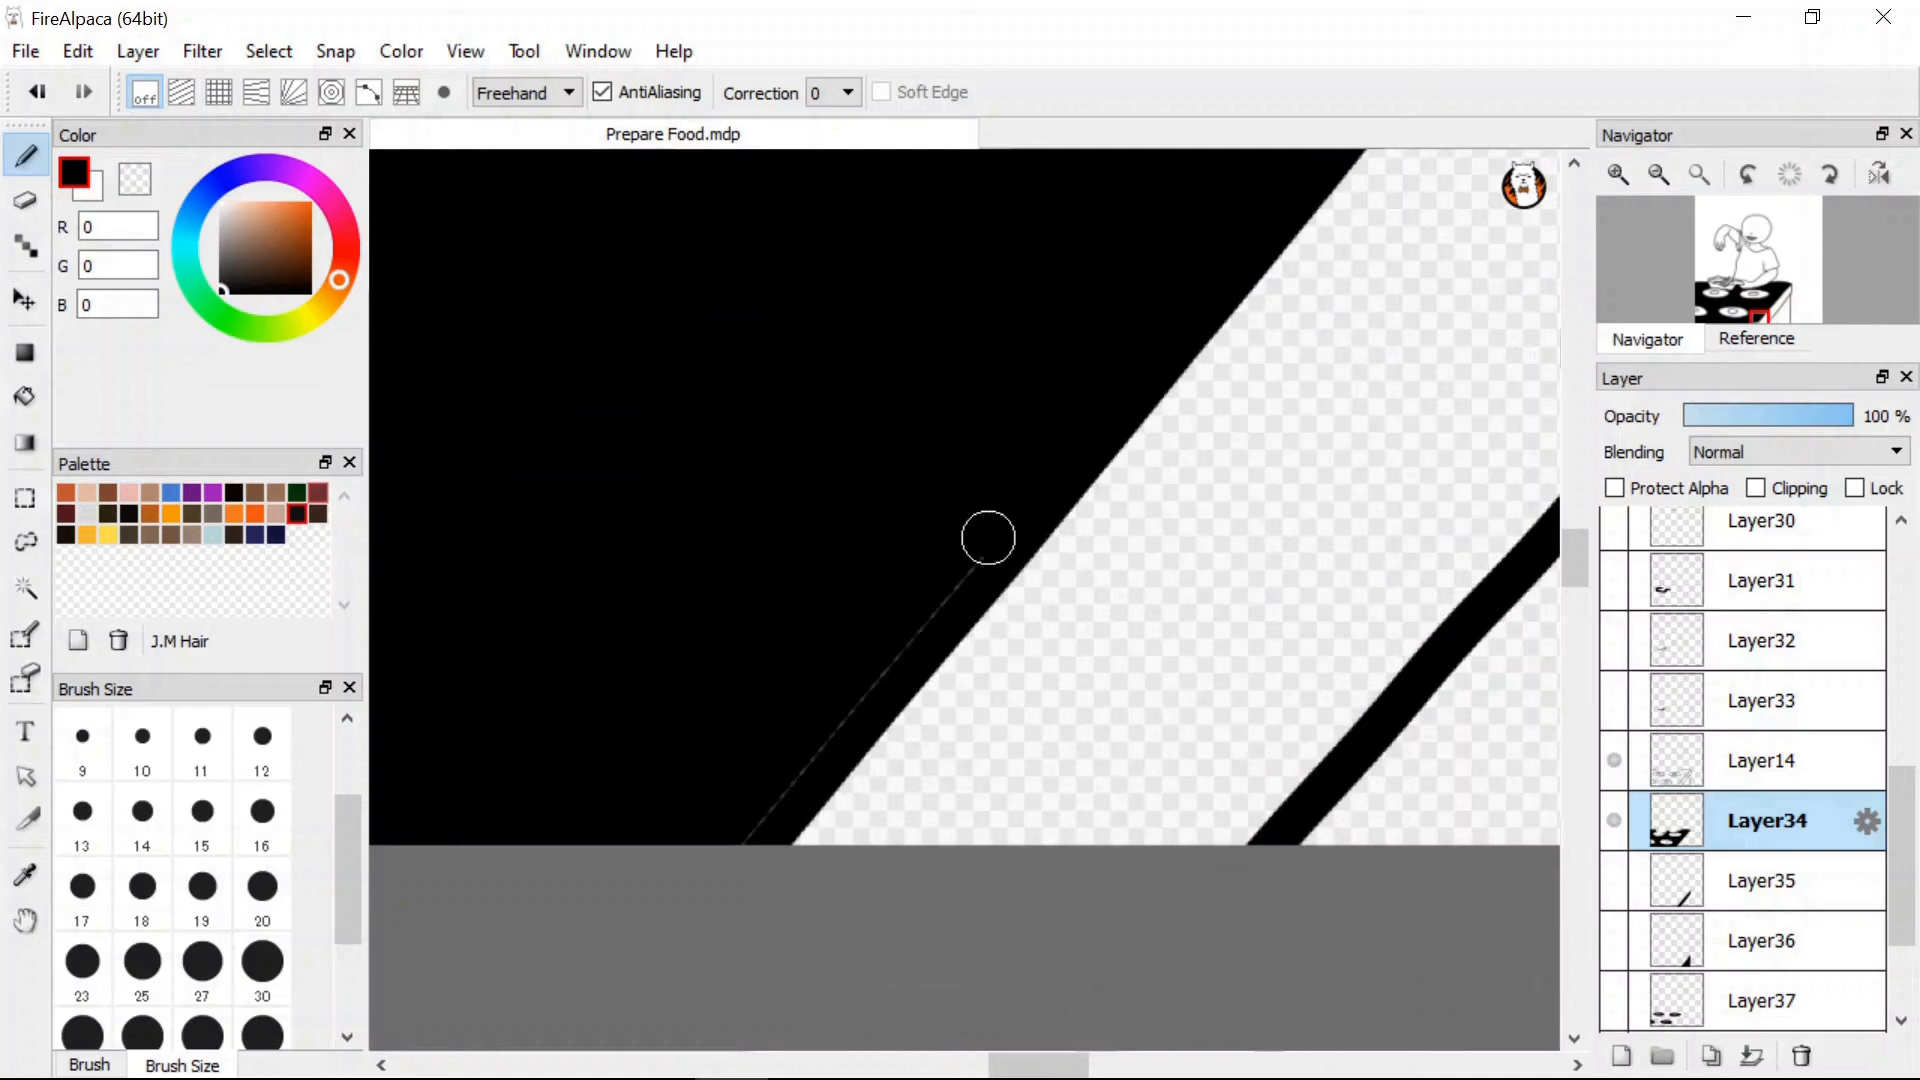 FireAlpaca (64bit)
File Edit Layer Filter Select Snap Color View Tool Window Help
off Freehand AntiAliasing Correction 0 Soft Edge
Color
R 0
G 0
B 0
Palette
J.M Hair
Brush Size
9 10 11 12
13 14 15 16
17 18 19 20
23 25 27 30
Brush Brush Size
Prepare Food.mdp
Navigator
Navigator Reference
Layer
Opacity 100 %
Blending Normal
Protect Alpha Clipping Lock
Layer30
Layer31
Layer32
Layer33
Layer14
Layer34
Layer35
Layer36
Layer37